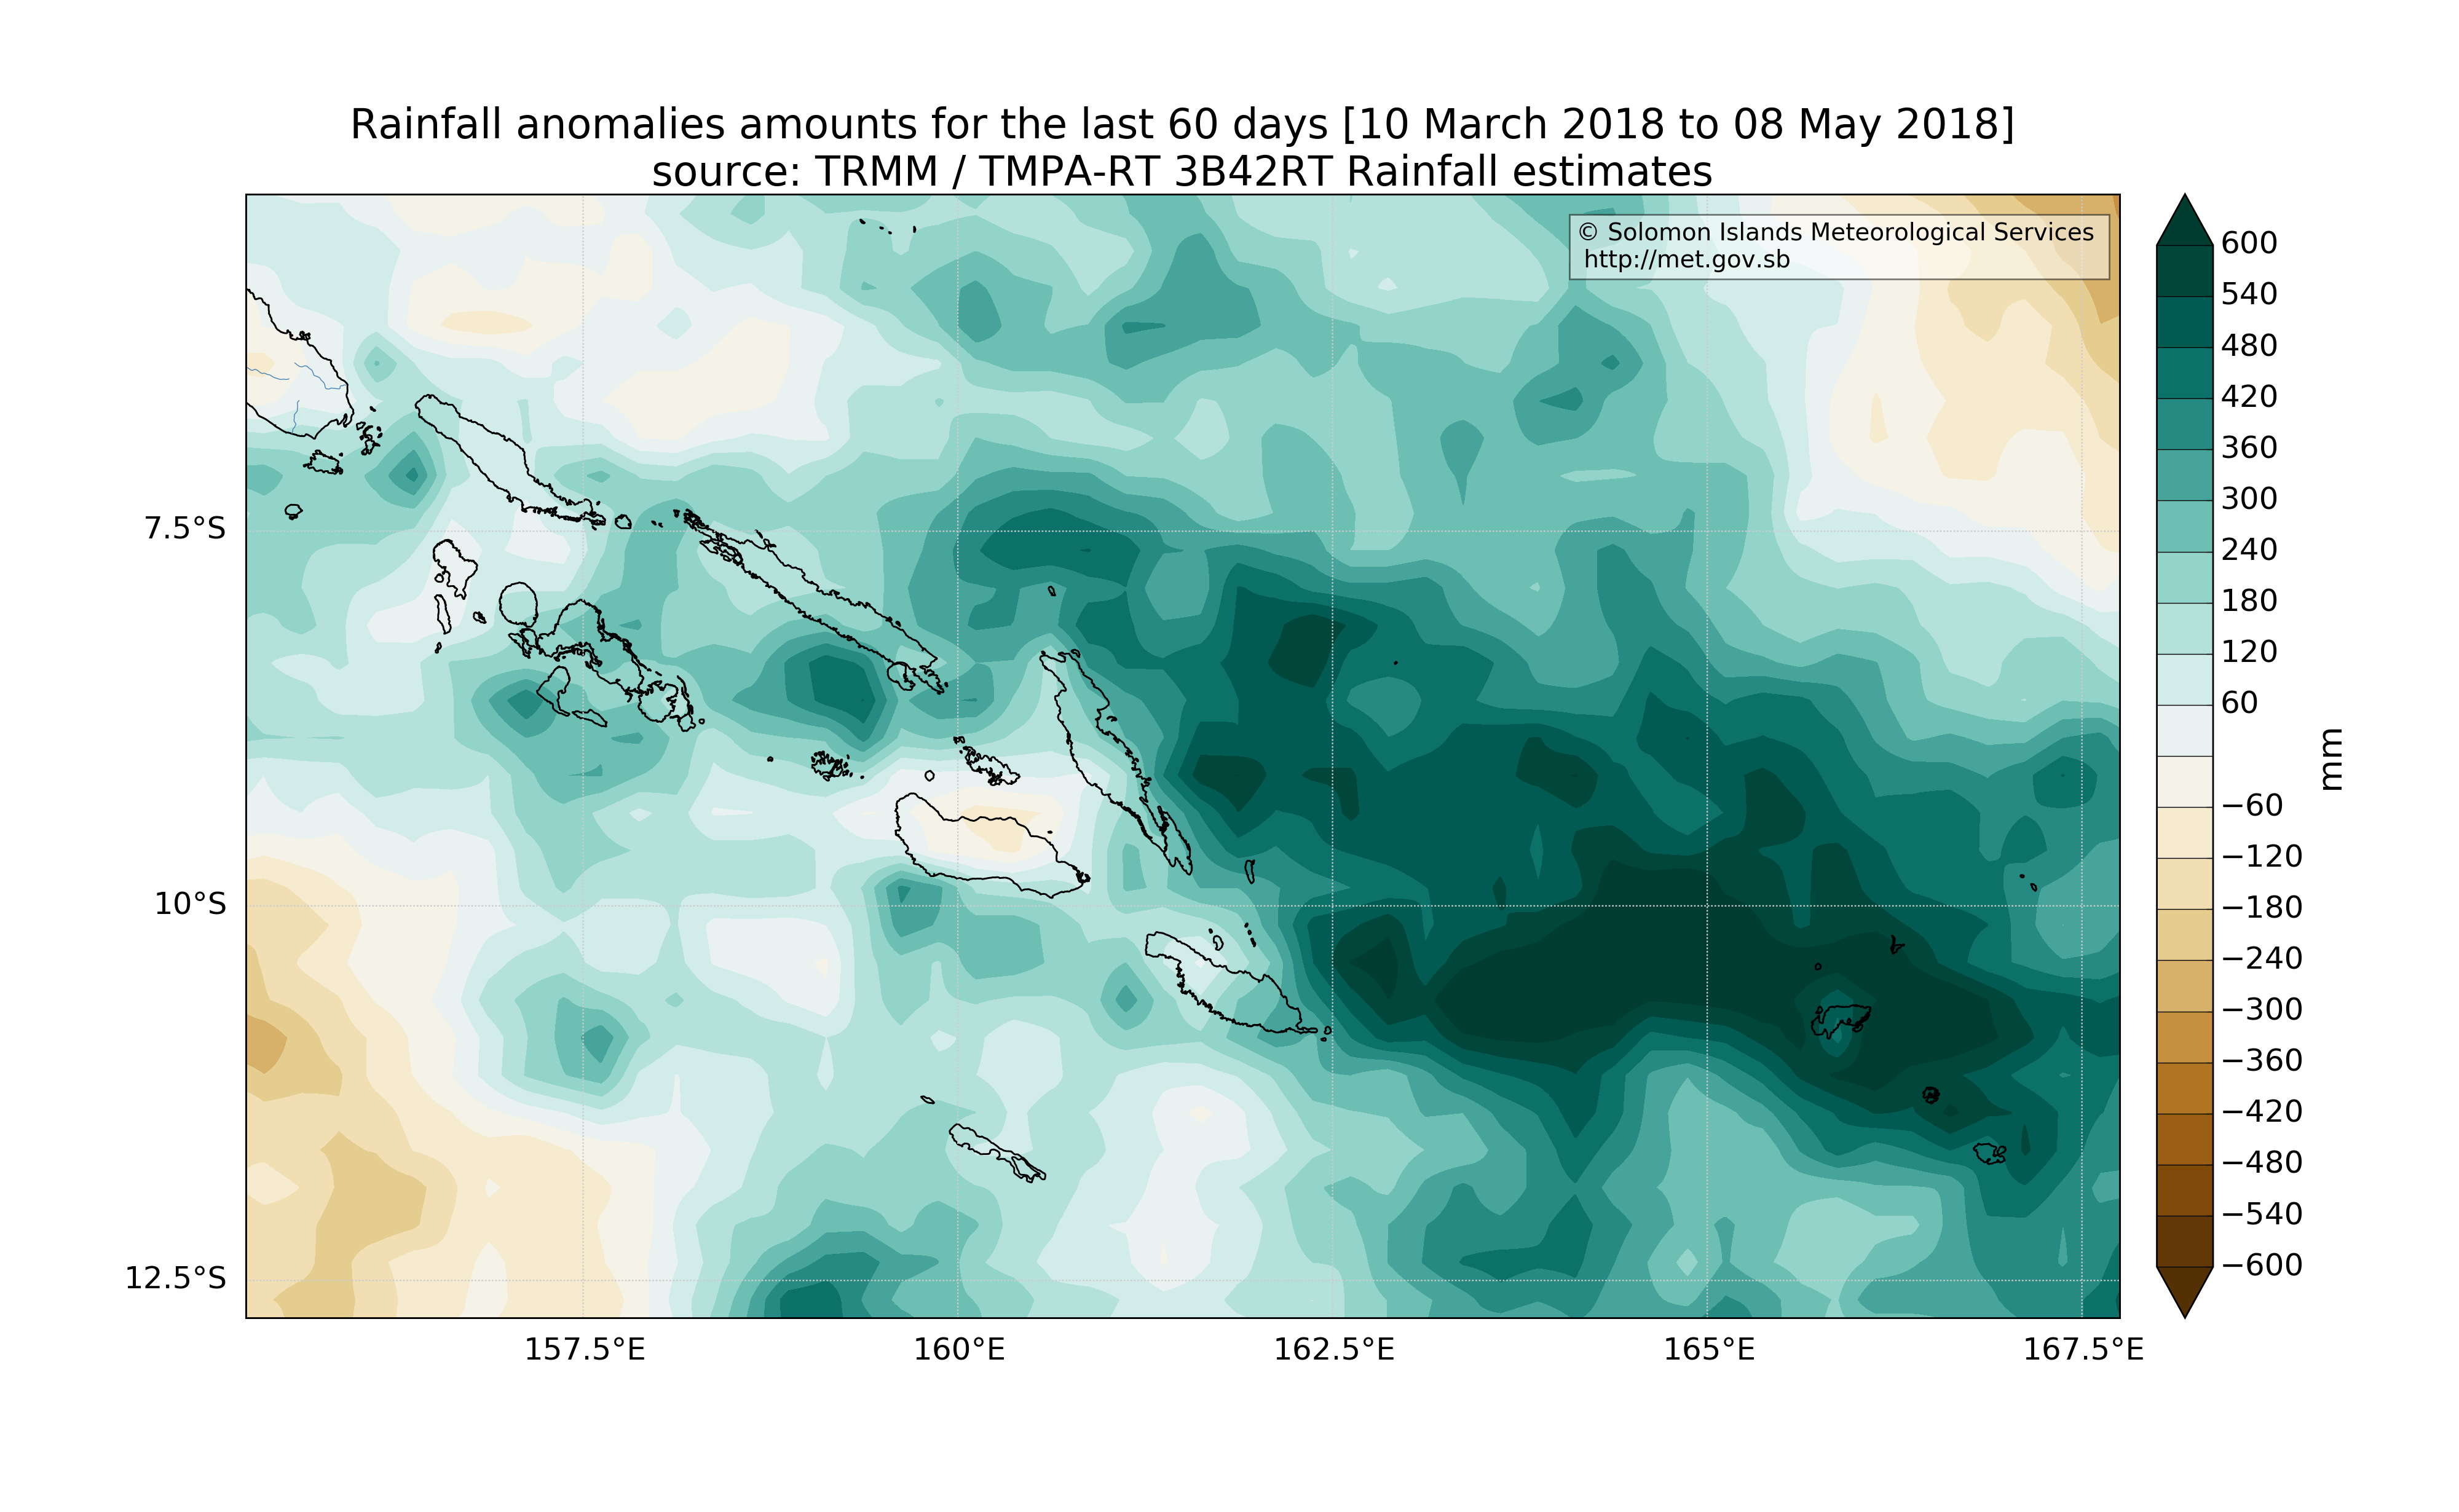 Rainfall anomalies amounts for the last 60 days [10 March 2018 to 08 May 2018]
source: TRMM / TMPA-RT 3B42RT Rainfall estimates
© Solomon Islands Meteorological Services
http://met.gov.sb
7.5°S
10°S
12.5°S
157.5°E
160°E
162.5°E
165°E
167.5°E
600
540
480
420
360
300
240
180
120
60
−60
−120
−180
−240
−300
−360
−420
−480
−540
−600
mm